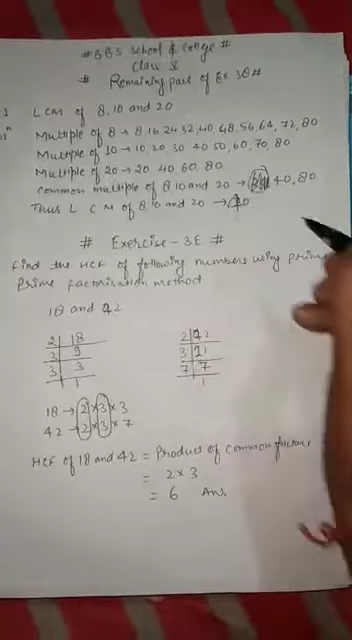 # BBS School & College #
Class V
# Remaining part of Ex 3D #
1 LCM of 8, 10 and 20
Multiple of 8 → 8, 16 24 32, 40, 48, 56, 64, 72, 80
Multiple of 10 → 10, 20 30 40 50, 60, 70, 80
Multiple of 20 → 20 40 60, 80
Common multiple of 8 10 and 20 → 40, 80
Thus L C M of 8 10 and 20 → 40
# Exercise - 3E #
Find the HCF of following numbers using prime
Prime factorisation method
18 and 42
2 | 18 2 | 42
3 | 9 3 | 21
3 | 3 7 | 7
1 1
18 → 2 × 3 × 3
42 → 2 × 3 × 7
HCF of 18 and 42 = Product of common factors
= 2 × 3
= 6 Ans